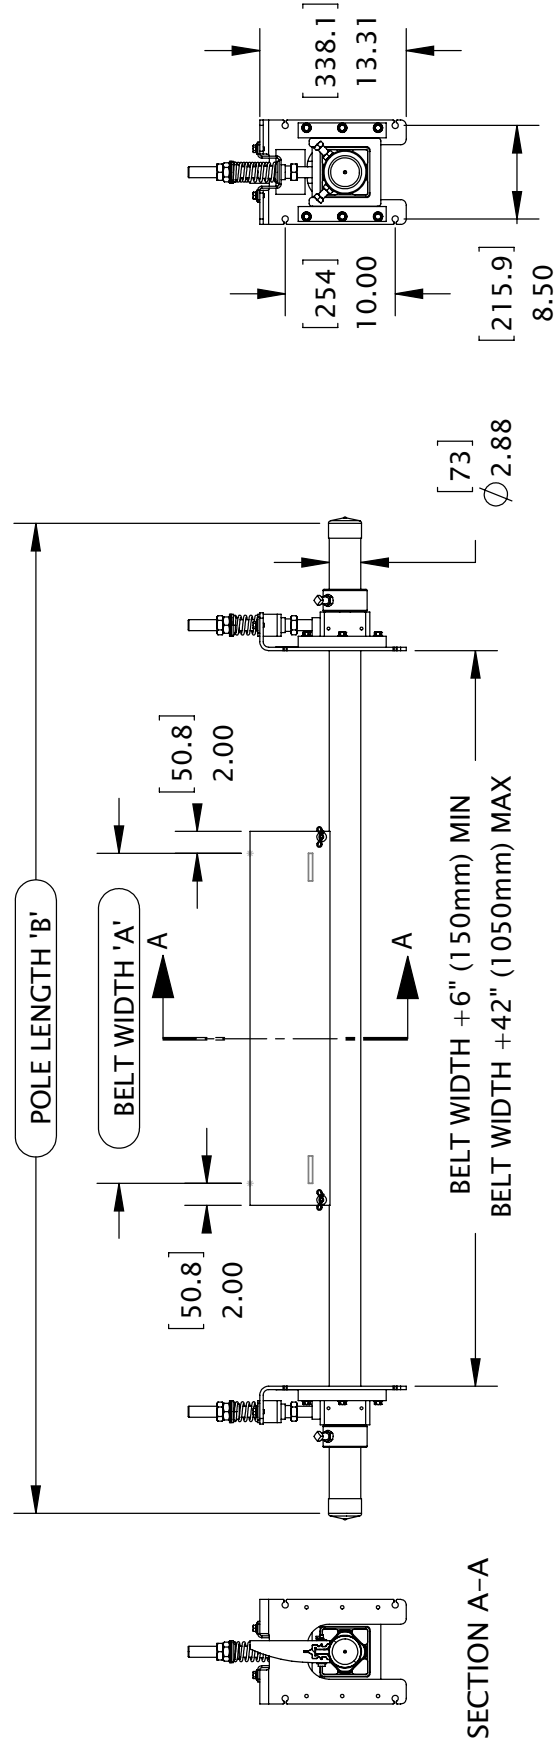 POLE LENGTH 'B'
BELT WIDTH 'A'
[50.8]
2.00
[50.8]
2.00
A
A
[73]
Ø2.88
BELT WIDTH +6" (150mm) MIN
BELT WIDTH +42" (1050mm) MAX
SECTION A-A
[338.1]
13.31
[254]
10.00
[215.9]
8.50